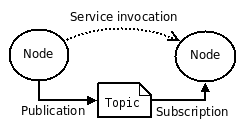 Service invocation
Node
Node
Topic
Publication
Subscription